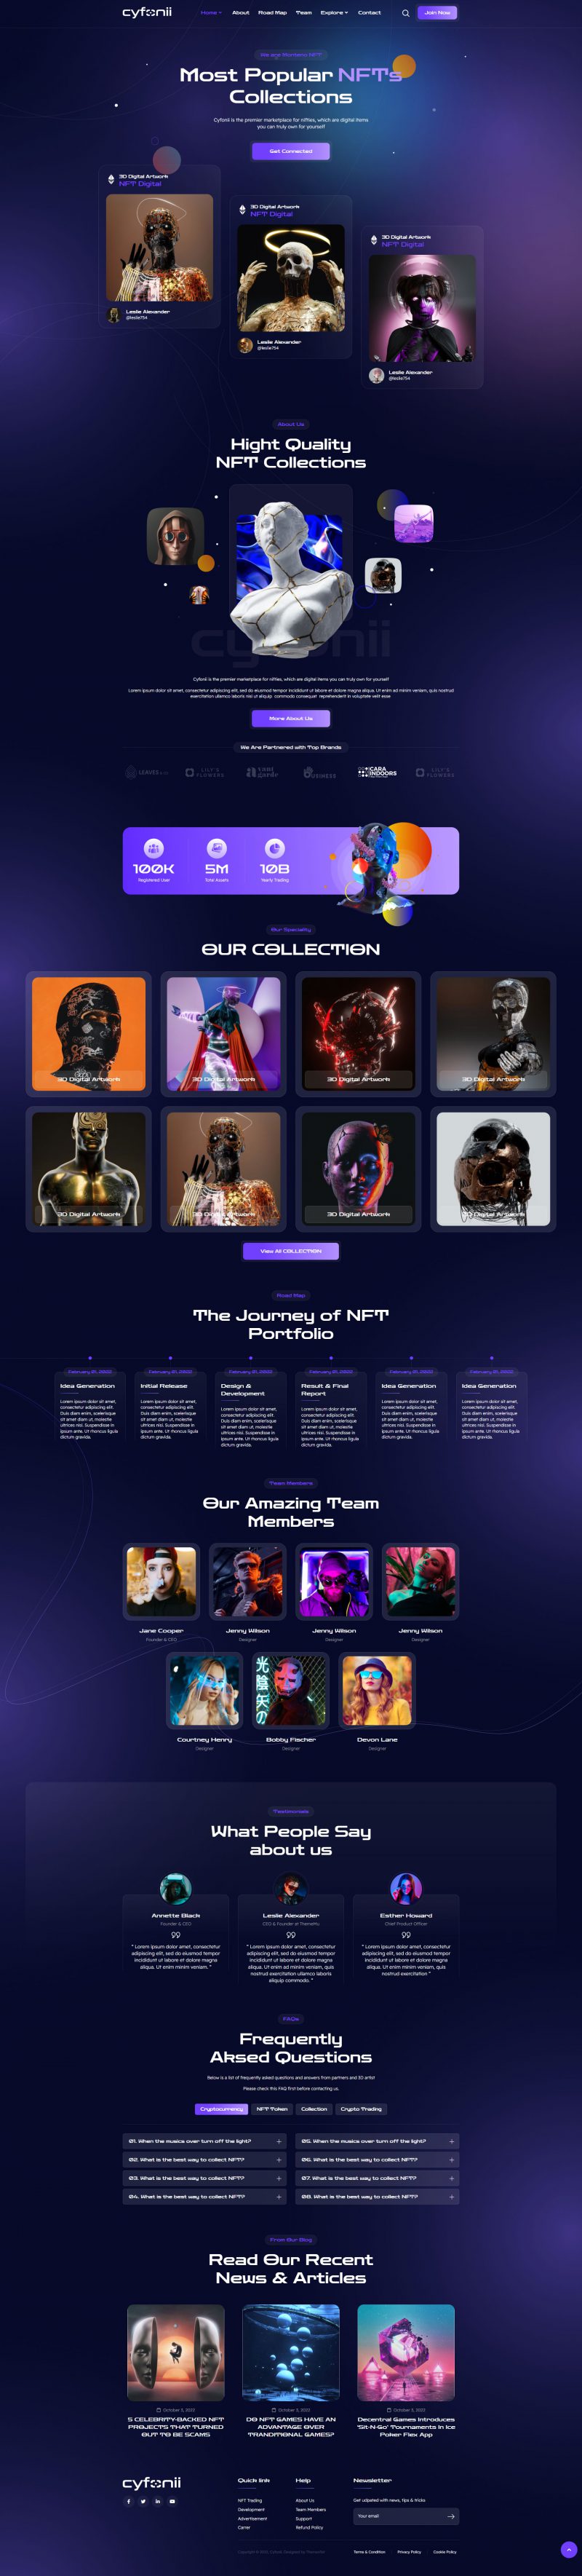 cyfonii
Home About Road Map Team Explore Contact
Join Now
We are Bionterio NFT
Most Popular NFTs
Collections
Cyfonii is the premier marketplace for nifties, which are digital items
you can truly own for yourself
Get Connected
3D Digital Artwork
NFT Digital
Leslie Alexander
@leslie754
3D Digital Artwork
NFT Digital
Leslie Alexander
@leslie754
3D Digital Artwork
NFT Digital
Leslie Alexander
@leslie754
About Us
Hight Quality
NFT Collections
cyfonii
Cyfonii is the premier marketplace for nifties, which are digital items you can truly own for yourself
Lorem ipsum dolor sit amet, consectetur adipiscing elit, sed do eiusmod tempor incididunt ut labore et dolore magna aliqua. Ut enim ad minim veniam, quis nostrud
exercitation ullamco laboris nisi ut aliquip commodo consequat reprehenderit in voluptate velit esse
More About Us
We Are Partnered with Top Brands
LEAVES
LILY'S
FLOWERS
BUSINESS
CARA
INDOORS
LILY'S
FLOWERS
100K
Registered User
5M
Total Assets
10B
Yearly Trading
Our Speciality
OUR COLLECTION
3D Digital Artwork
3D Digital Artwork
3D Digital Artwork
3D Digital Artwork
3D Digital Artwork
3D Digital Artwork
3D Digital Artwork
3D Digital Artwork
View All COLLECTION
Road Map
The Journey of NFT
Portfolio
February 21, 2022
Idea Generation
Lorem ipsum dolor sit amet,
consectetur adipiscing elit.
Duis diam enim, scelerisque
sit amet diam ut, molestie
ultrices nisi. Suspendisse in
ipsum ante. Ut rhoncus ligula
dictum gravida.
February 21, 2022
Initial Release
Lorem ipsum dolor sit amet,
consectetur adipiscing elit.
Duis diam enim, scelerisque
sit amet diam ut, molestie
ultrices nisi. Suspendisse in
ipsum ante. Ut rhoncus ligula
dictum gravida.
February 21, 2022
Design &
Development
Lorem ipsum dolor sit amet,
consectetur adipiscing elit.
Duis diam enim, scelerisque
sit amet diam ut, molestie
ultrices nisi. Suspendisse in
ipsum ante. Ut rhoncus ligula
dictum gravida.
February 21, 2022
Result & Final
Report
Lorem ipsum dolor sit amet,
consectetur adipiscing elit.
Duis diam enim, scelerisque
sit amet diam ut, molestie
ultrices nisi. Suspendisse in
ipsum ante. Ut rhoncus ligula
dictum gravida.
February 21, 2022
Idea Generation
Lorem ipsum dolor sit amet,
consectetur adipiscing elit.
Duis diam enim, scelerisque
sit amet diam ut, molestie
ultrices nisi. Suspendisse in
ipsum ante. Ut rhoncus ligula
dictum gravida.
February 21, 2022
Idea Generation
Lorem ipsum dolor sit amet,
consectetur adipiscing elit.
Duis diam enim, scelerisque
sit amet diam ut, molestie
ultrices nisi. Suspendisse in
ipsum ante. Ut rhoncus ligula
dictum gravida.
Team Members
Our Amazing Team
Members
Jane Cooper
Founder & CEO
Jenny Wilson
Designer
Jenny Wilson
Designer
Jenny Wilson
Designer
Courtney Henry
Designer
Bobby Fischer
Designer
Devon Lane
Designer
Testimonials
What People Say
about us
Annette Black
Founder & CEO
" Lorem ipsum dolor amet, consectetur
adipiscing elit, sed do eiusmod tempor
incididunt ut labore et dolore magna
aliqua. Ut enim minim veniam. "
Leslie Alexander
CEO & Founder at Themeittu
" Lorem ipsum dolor sit amet, consectetur
adipiscing elit, sed do eiusmod tempor
incididunt ut labore et dolore magna
aliqua. Ut enim ad minim veniam, quis
nostrud exercitation ullamco laboris
aliquip commodo. "
Esther Howard
Chief Product Officer
" Lorem ipsum dolor amet, consectetur
adipiscing elit, sed do eiusmod tempor
incididunt ut labore et dolore magna
aliqua. Ut enim minim veniam, quis
nostrud exercitation "
FAQs
Frequently
Aksed Questions
Below is a list of frequently asked questions and answers from partners and 3D artist
Please check this FAQ first before contacting us.
Cryptocurrency NFT Token Collection Crypto Trading
01. When the musics over turn off the light?
02. What is the best way to collect NFT?
03. What is the best way to collect NFT?
04. What is the best way to collect NFT?
05. When the musics over turn off the light?
06. What is the best way to collect NFT?
07. What is the best way to collect NFT?
08. What is the best way to collect NFT?
From Our Blog
Read Our Recent
News & Articles
October 3, 2022
5 CELEBRITY-BACKED NFT
PROJECTS THAT TURNED
OUT TO BE SCAMS
October 3, 2022
DO NFT GAMES HAVE AN
ADVANTAGE OVER
TRANDITIONAL GAMES?
October 3, 2022
Decentral Games Introduces
'Sit-N-Go' Tournaments In Ice
Poker Flex App
cyfonii
Quick link
NFT Trading
Development
Advertisement
Carrer
Help
About Us
Team Members
Support
Refund Policy
Newsletter
Get udpated with news, tips & tricks
Your email
Terms & Condition Privacy Policy Cookie Policy